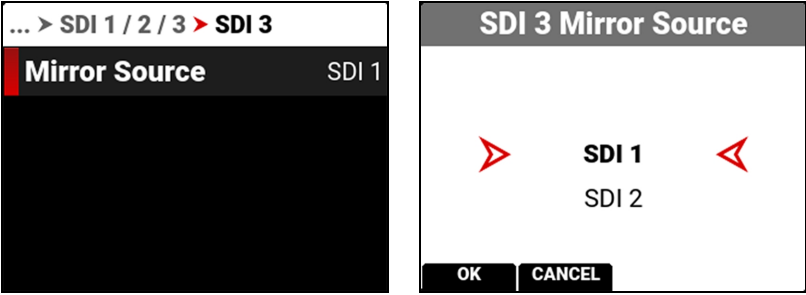 ... > SDI 1 / 2 / 3 > SDI 3
Mirror Source SDI 1
SDI 3 Mirror Source
SDI 1
SDI 2
OK CANCEL